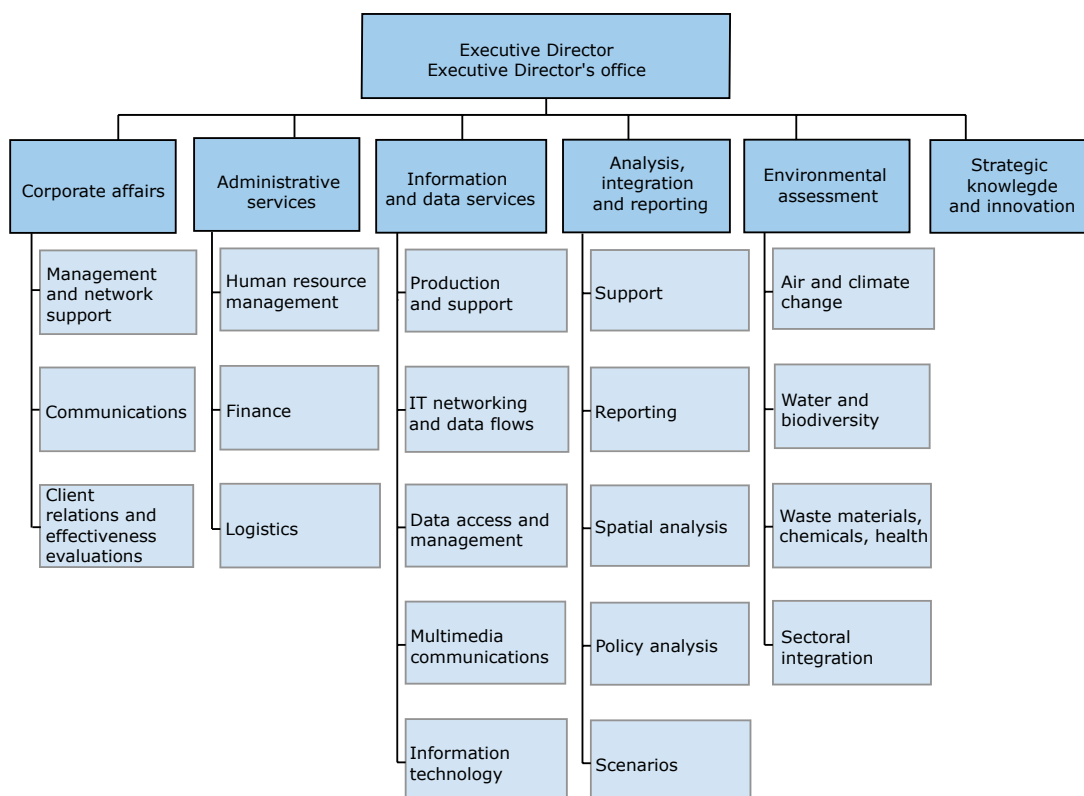 Executive Director
Executive Director's office
Corporate affairs
Administrative
services
Information
and data services
Analysis,
integration
and reporting
Environmental
assessment
Strategic
knowlegde
and innovation
Management
and network
support
Communications
Client
relations and
effectiveness
evaluations
Human resource
management
Finance
Logistics
Production
and support
IT networking
and data flows
Data access and
management
Multimedia
communications
Information
technology
Support
Reporting
Spatial analysis
Policy analysis
Scenarios
Air and climate
change
Water and
biodiversity
Waste materials,
chemicals, health
Sectoral
integration